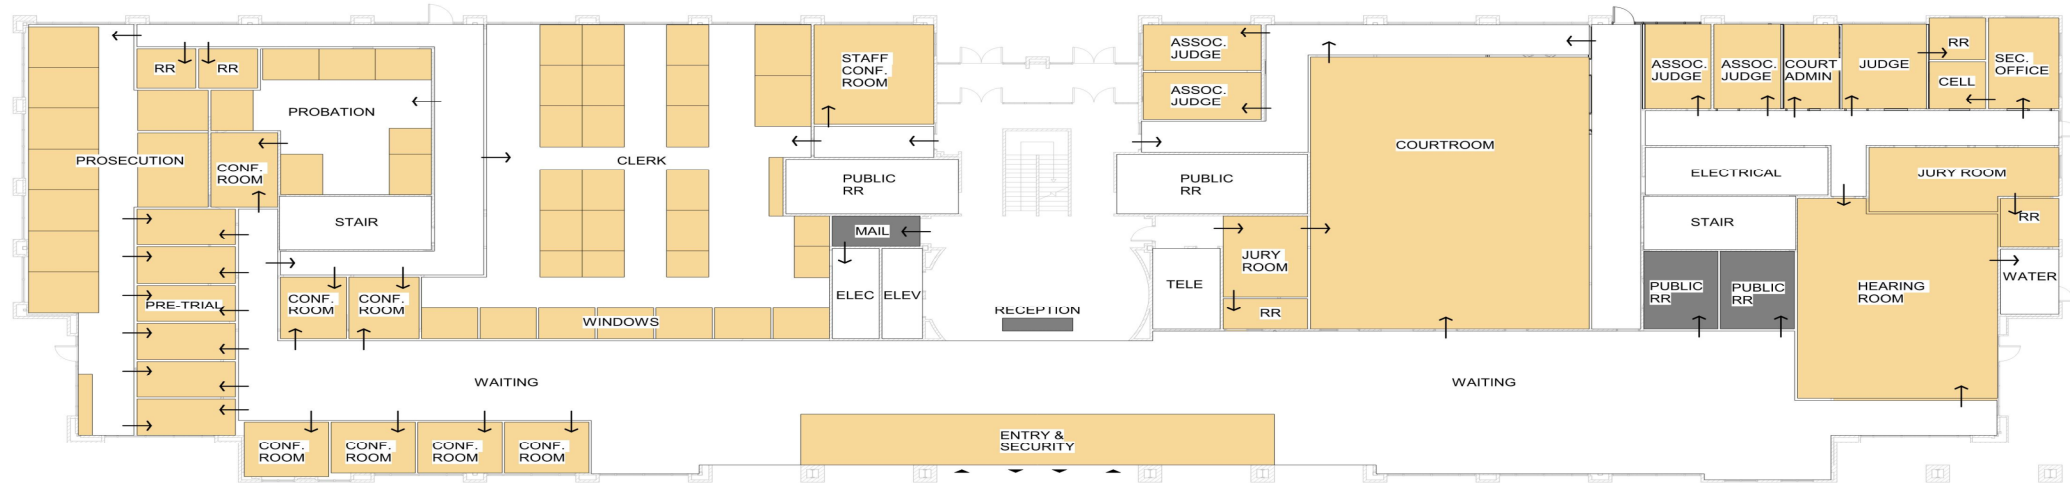 RR
RR
PROBATION
PROSECUTION
CONF.
ROOM
STAIR
PRE-TRIAL
CONF.
ROOM
CONF.
ROOM
CLERK
WINDOWS
STAFF
CONF.
ROOM
PUBLIC
RR
MAIL
ELEC
ELEV
RECEPTION
ASSOC.
JUDGE
ASSOC.
JUDGE
PUBLIC
RR
TELE
JURY
ROOM
RR
COURTROOM
ASSOC.
JUDGE
ASSOC.
JUDGE
COURT
ADMIN
JUDGE
RR
CELL
SEC.
OFFICE
ELECTRICAL
JURY ROOM
STAIR
RR
PUBLIC
RR
PUBLIC
RR
HEARING
ROOM
WATER
WAITING
WAITING
CONF.
ROOM
CONF.
ROOM
CONF.
ROOM
CONF.
ROOM
ENTRY &
SECURITY